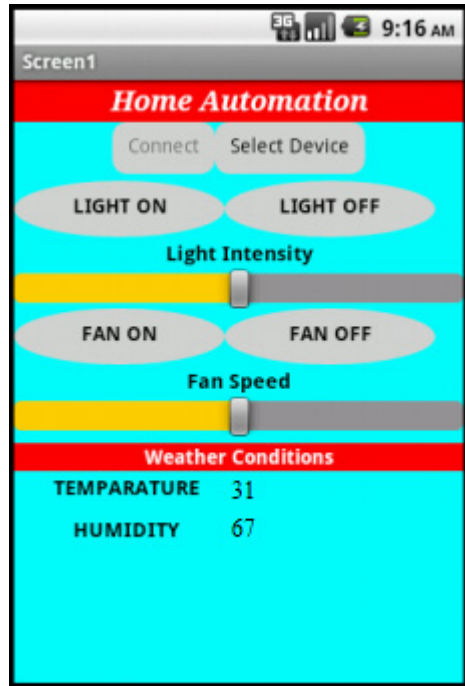 3G 9:16 AM
Screen1
Home Automation
Connect Select Device
LIGHT ON LIGHT OFF
Light Intensity
FAN ON FAN OFF
Fan Speed
Weather Conditions
TEMPARATURE 31
HUMIDITY 67